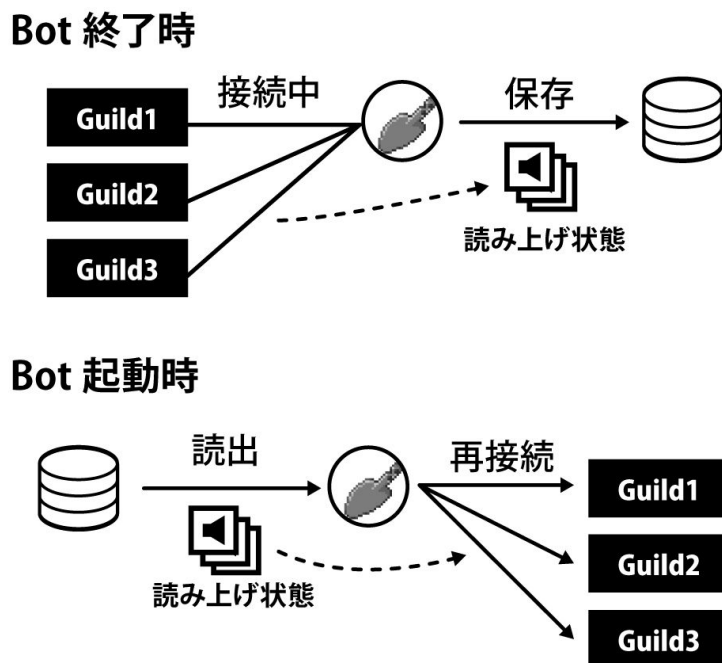 Bot 終了時
接続中
保存
Guild1
Guild2
Guild3
読み上げ状態
Bot 起動時
読出
再接続
読み上げ状態
Guild1
Guild2
Guild3